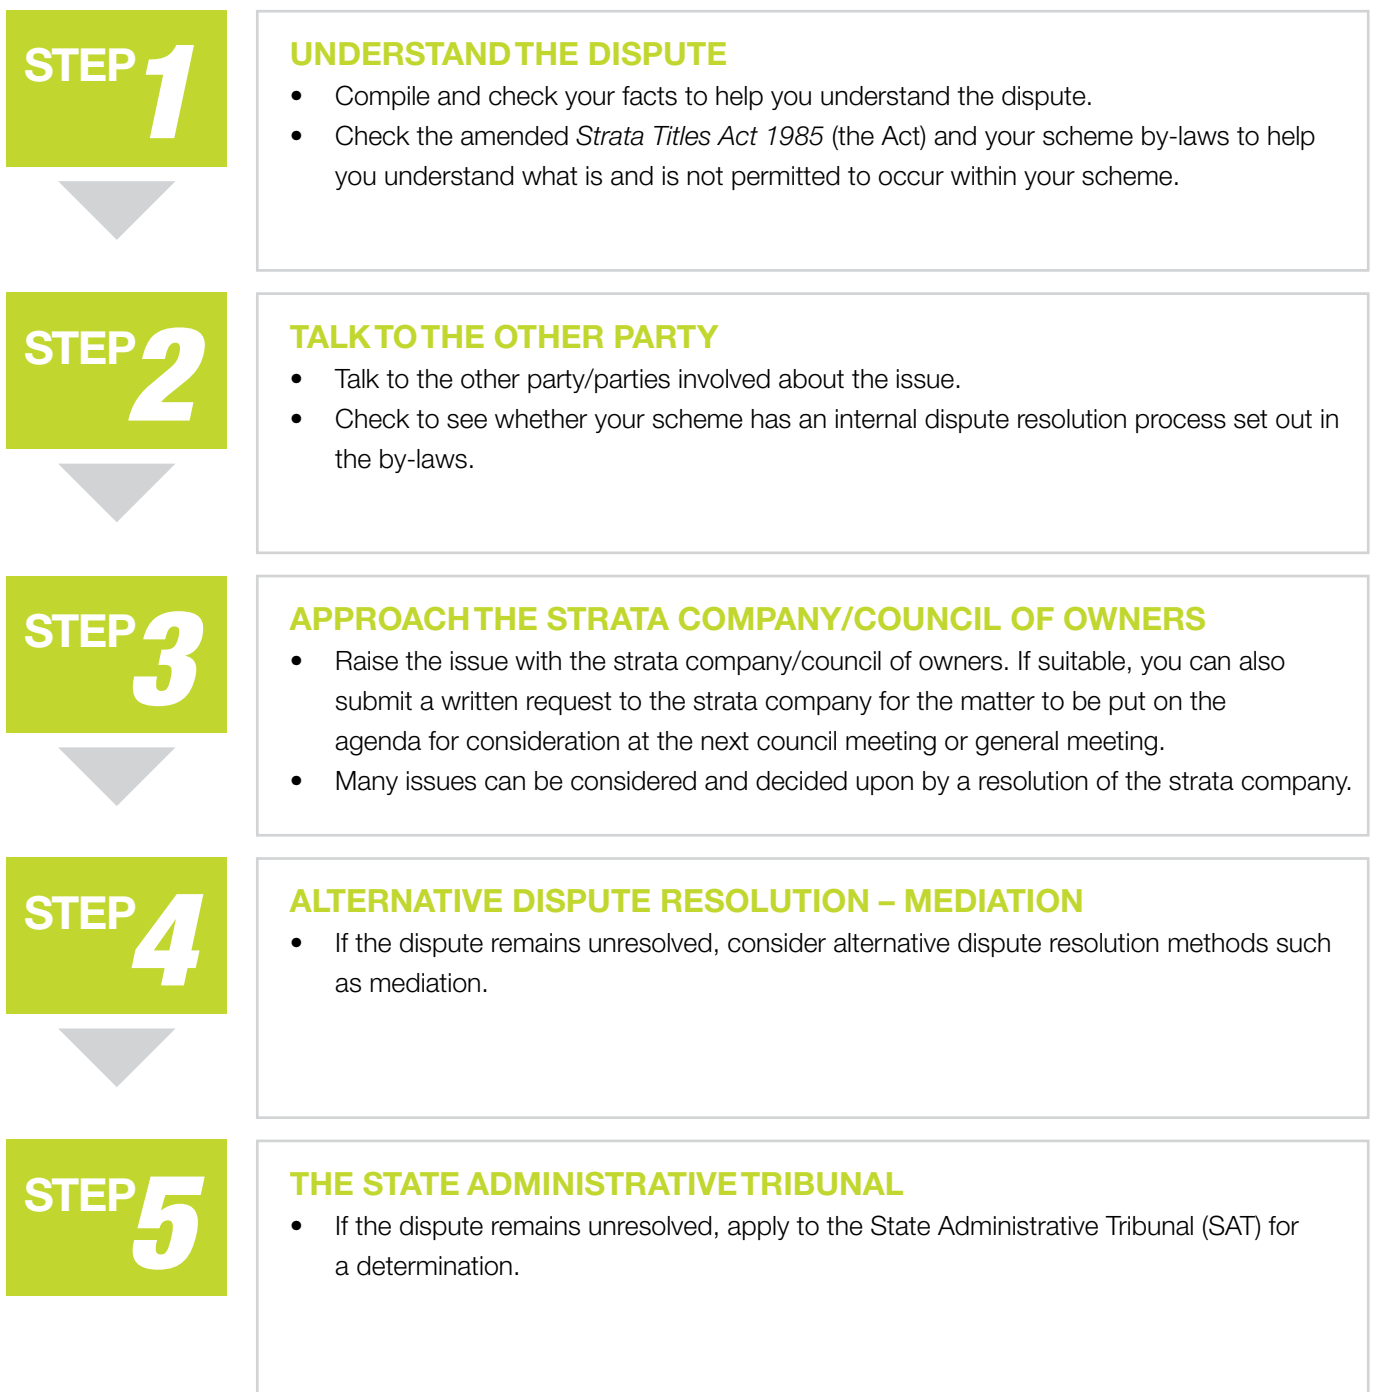 STEP 1
UNDERSTAND THE DISPUTE
• Compile and check your facts to help you understand the dispute.
• Check the amended Strata Titles Act 1985 (the Act) and your scheme by-laws to help
you understand what is and is not permitted to occur within your scheme.
STEP 2
TALK TO THE OTHER PARTY
• Talk to the other party/parties involved about the issue.
• Check to see whether your scheme has an internal dispute resolution process set out in
the by-laws.
STEP 3
APPROACH THE STRATA COMPANY/COUNCIL OF OWNERS
• Raise the issue with the strata company/council of owners. If suitable, you can also
submit a written request to the strata company for the matter to be put on the
agenda for consideration at the next council meeting or general meeting.
• Many issues can be considered and decided upon by a resolution of the strata company.
STEP 4
ALTERNATIVE DISPUTE RESOLUTION – MEDIATION
• If the dispute remains unresolved, consider alternative dispute resolution methods such
as mediation.
STEP 5
THE STATE ADMINISTRATIVE TRIBUNAL
• If the dispute remains unresolved, apply to the State Administrative Tribunal (SAT) for
a determination.